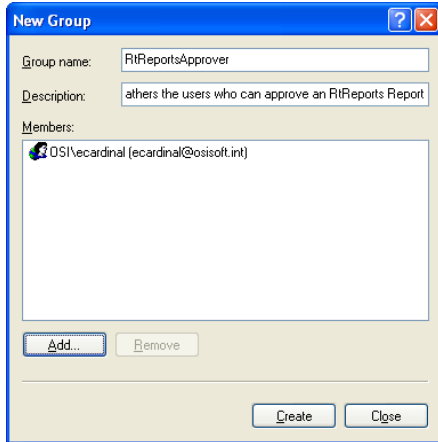 New Group
Group name: RtReportsApprover
Description: athers the users who can approve an RtReports Report
Members:
OSI\ecardinal (ecardinal@osisoft.int)
Add... Remove
Create Close